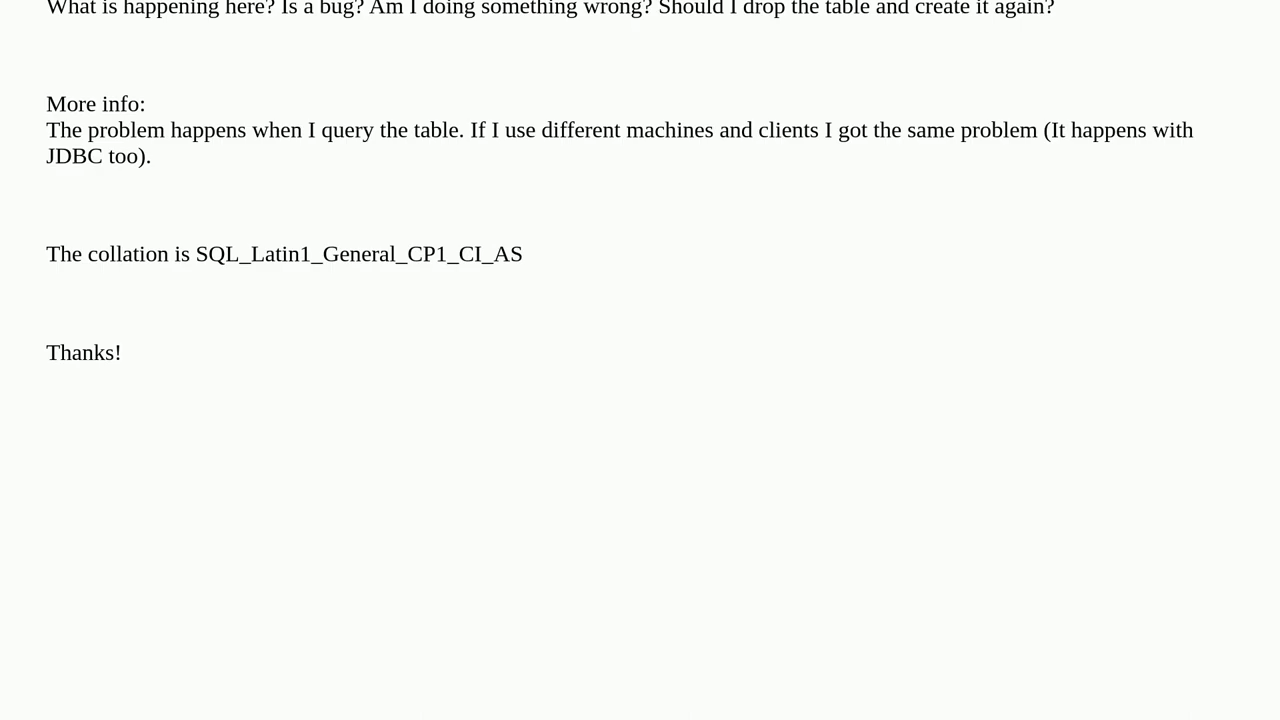 What is happening here? Is a bug? Am I doing something wrong? Should I drop the table and create it again?
More info:
The problem happens when I query the table. If I use different machines and clients I got the same problem (It happens with
JDBC too).
The collation is SQL_Latin1_General_CP1_CI_AS
Thanks!